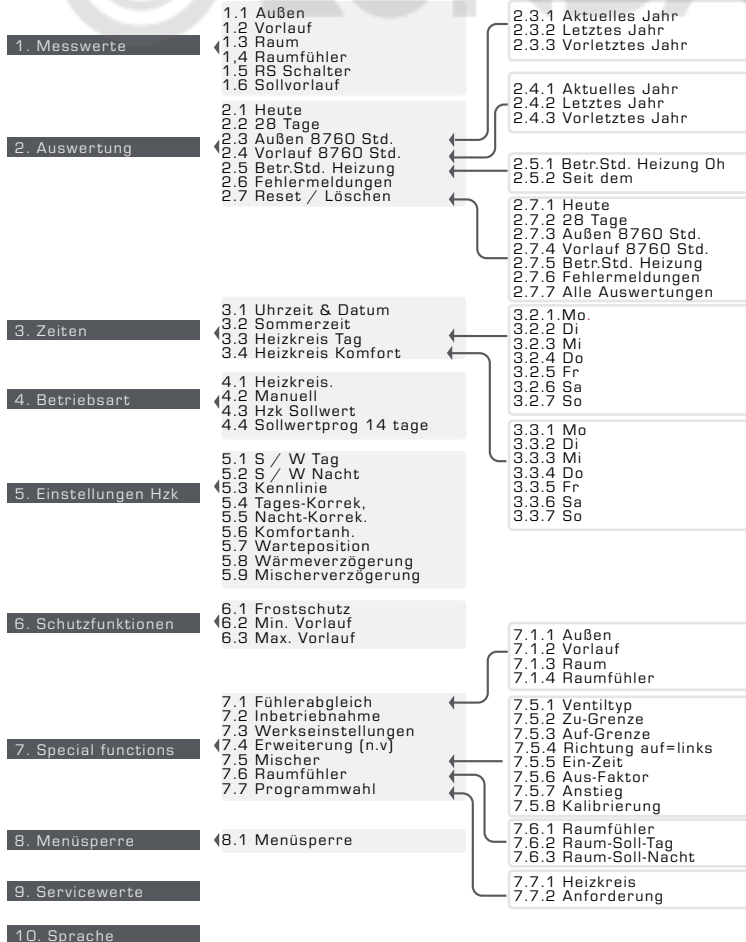 1. Messwerte
1.1 Außen
1.2 Vorlauf
1.3 Raum
1,4 Raumfühler
1.5 RS Schalter
1.6 Sollvorlauf
2. Auswertung
2.1 Heute
2.2 28 Tage
2.3 Außen 8760 Std.
2.4 Vorlauf 8760 Std.
2.5 Betr.Std. Heizung
2.6 Fehlermeldungen
2.7 Reset / Löschen
2.3.1 Aktuelles Jahr
2.3.2 Letztes Jahr
2.3.3 Vorletztes Jahr
2.4.1 Aktuelles Jahr
2.4.2 Letztes Jahr
2.4.3 Vorletztes Jahr
2.5.1 Betr.Std. Heizung 0h
2.5.2 Seit dem
2.7.1 Heute
2.7.2 28 Tage
2.7.3 Außen 8760 Std.
2.7.4 Vorlauf 8760 Std.
2.7.5 Betr.Std. Heizung
2.7.6 Fehlermeldungen
2.7.7 Alle Auswertungen
3. Zeiten
3.1 Uhrzeit & Datum
3.2 Sommerzeit
3.3 Heizkreis Tag
3.4 Heizkreis Komfort
3.2.1.Mo.
3.2.2 Di
3.2.3 Mi
3.2.4 Do
3.2.5 Fr
3.2.6 Sa
3.2.7 So
3.3.1 Mo
3.3.2 Di
3.3.3 Mi
3.3.4 Do
3.3.5 Fr
3.3.6 Sa
3.3.7 So
4. Betriebsart
4.1 Heizkreis.
4.2 Manuell
4.3 Hzk Sollwert
4.4 Sollwertprog 14 tage
5. Einstellungen Hzk
5.1 S / W Tag
5.2 S / W Nacht
5.3 Kennlinie
5.4 Tages-Korrek,
5.5 Nacht-Korrek.
5.6 Komfortanh.
5.7 Warteposition
5.8 Wärmeverzögerung
5.9 Mischerverzögerung
6. Schutzfunktionen
6.1 Frostschutz
6.2 Min. Vorlauf
6.3 Max. Vorlauf
7. Special functions
7.1 Fühlerabgleich
7.2 Inbetriebnahme
7.3 Werkseinstellungen
7.4 Erweiterung (n.v)
7.5 Mischer
7.6 Raumfühler
7.7 Programmwahl
7.1.1 Außen
7.1.2 Vorlauf
7.1.3 Raum
7.1.4 Raumfühler
7.5.1 Ventiltyp
7.5.2 Zu-Grenze
7.5.3 Auf-Grenze
7.5.4 Richtung auf=links
7.5.5 Ein-Zeit
7.5.6 Aus-Faktor
7.5.7 Anstieg
7.5.8 Kalibrierung
7.6.1 Raumfühler
7.6.2 Raum-Soll-Tag
7.6.3 Raum-Soll-Nacht
7.7.1 Heizkreis
7.7.2 Anforderung
8. Menüsperre
8.1 Menüsperre
9. Servicewerte
10. Sprache